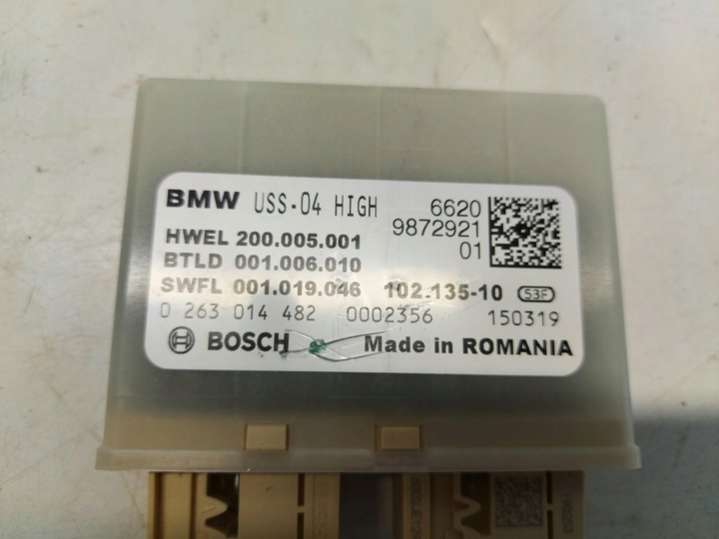 BMW USS-04 HIGH 6620
9872921
HWEL 200.005.001 01
BTLD 001.006.010
SWFL 001.019.046 102.135-10 S3F
0 263 014 482 0002356 150319
BOSCH Made in ROMANIA